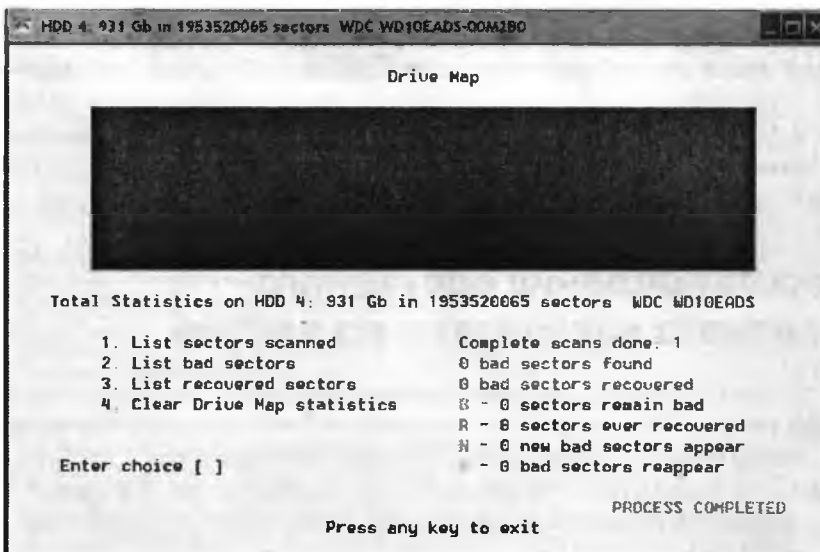 HDD 4: 931 Gb in 1953520065 sectors WDC WD10EADS-00M2B0
Drive Map
Total Statistics on HDD 4: 931 Gb in 1953520065 sectors WDC WD10EADS
1. List sectors scanned
2. List bad sectors
3. List recovered sectors
4. Clear Drive Map statistics
Enter choice [ ]
Complete scans done. 1
0 bad sectors found
0 bad sectors recovered
B - 0 sectors remain bad
R - 0 sectors ever recovered
N - 0 new bad sectors appear
- 0 bad sectors reappear
PROCESS COMPLETED
Press any key to exit